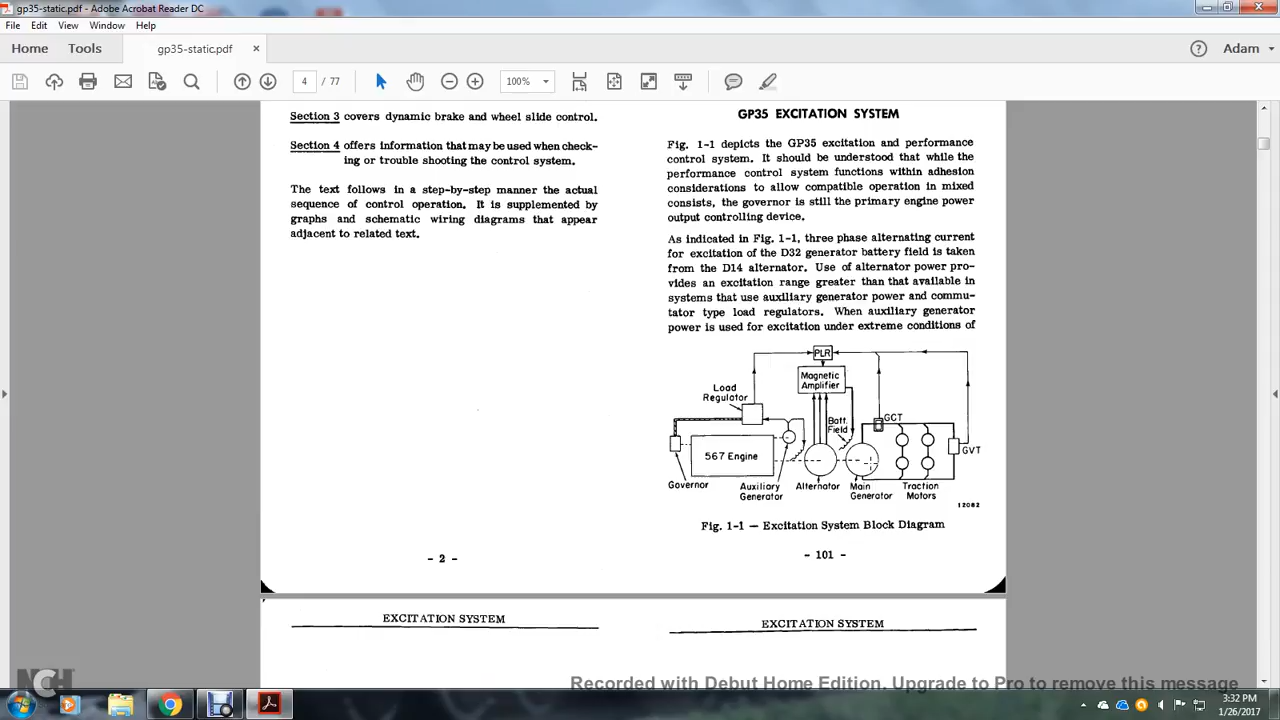 gp35-static.pdf - Adobe Acrobat Reader DC
File Edit View Window Help
Home Tools gp35-static.pdf × Adam
4 / 77 100%
Section 3 covers dynamic brake and wheel slide control.
Section 4 offers information that may be used when check-
ing or trouble shooting the control system.
The text follows in a step-by-step manner the actual
sequence of control operation. It is supplemented by
graphs and schematic wiring diagrams that appear
adjacent to related text.
- 2 -
GP35 EXCITATION SYSTEM
Fig. 1-1 depicts the GP35 excitation and performance
control system. It should be understood that while the
performance control system functions within adhesion
considerations to allow compatible operation in mixed
consists, the governor is still the primary engine power
output controlling device.
As indicated in Fig. 1-1, three phase alternating current
for excitation of the D32 generator battery field is taken
from the D14 alternator. Use of alternator power pro-
vides an excitation range greater than that available in
systems that use auxiliary generator power and commu-
tator type load regulators. When auxiliary generator
power is used for excitation under extreme conditions of
PLR
Magnetic
Amplifier
Load
Regulator
Batt.
Field
GCT
GVT
567 Engine
Governor
Auxiliary
Generator
Alternator
Main
Generator
Traction
Motors
12082
Fig. 1-1 — Excitation System Block Diagram
- 101 -
EXCITATION SYSTEM
EXCITATION SYSTEM
NCH
Recorded with Debut Home Edition. Upgrade to Pro to remove this message
3:32 PM
1/26/2017